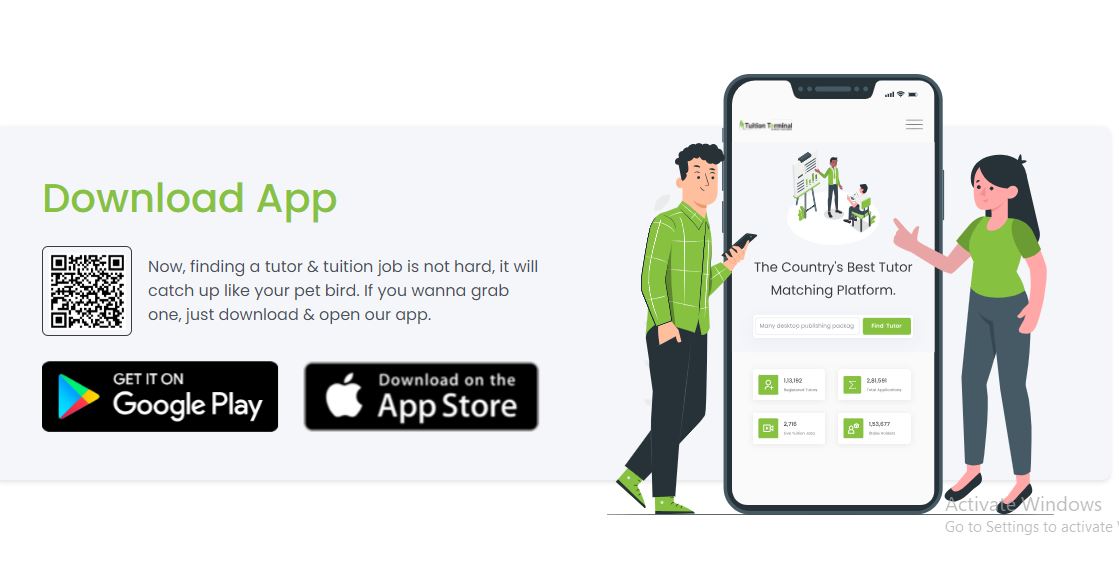 Download App
Now, finding a tutor & tuition job is not hard, it will
catch up like your pet bird. If you wanna grab
one, just download & open our app.
GET IT ON
Google Play
Download on the
App Store
Tuition Terminal
The Country's Best Tutor
Matching Platform.
Many desktop publishing packag
Find Tutor
1,13,192
Registered Tutors
2,81,591
Total Applications
2,716
Live Tuition Jobs
1,53,677
Stake Holders
Activate Windows
Go to Settings to activate